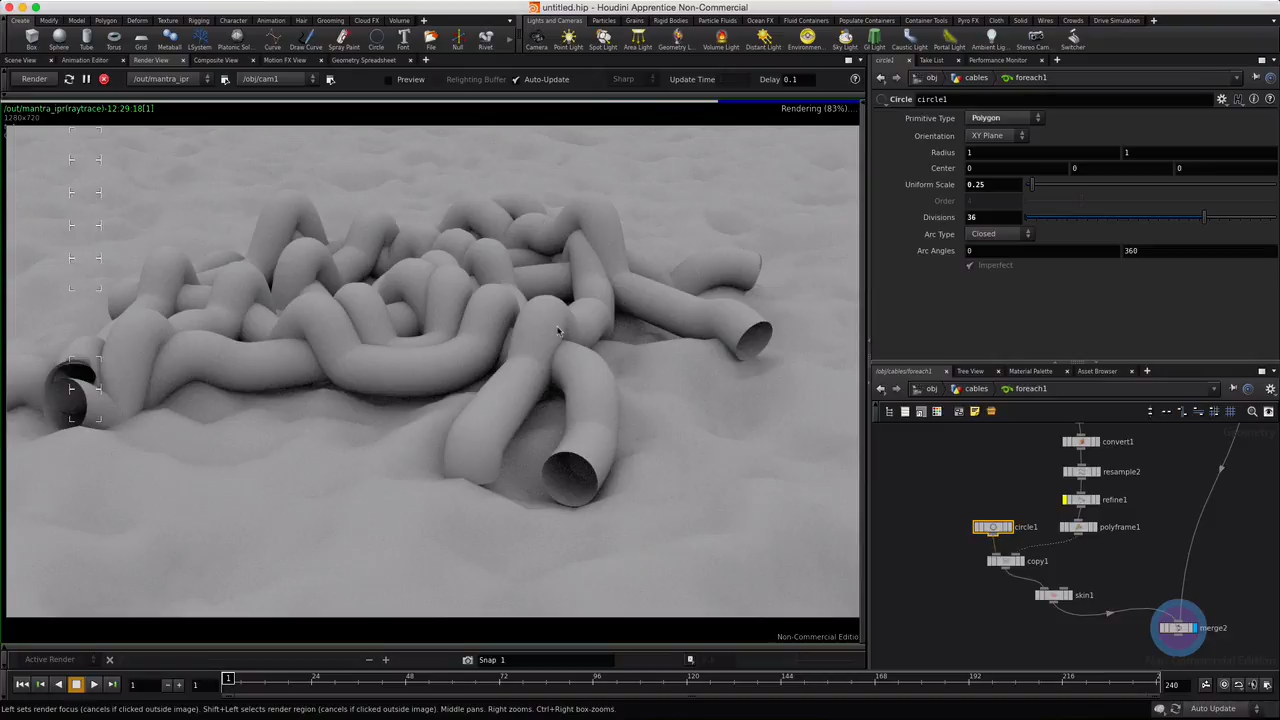 untitled.hip - Houdini Apprentice Non-Commercial
Create Modify Model Polygon Deform Texture Rigging Character Animation Hair Grooming Cloud FX Volume
Lights and Cameras Particles Grains Rigid Bodies Particle Fluids Ocean FX Fluid Containers Populate Containers Container Tools Pyro FX Cloth Solid Wires Crowds Drive Simulation
Box Sphere Tube Torus Grid Metaball LSystem Platonic Sol... Curve Draw Curve Spray Paint Circle Font File Null Rivet
Camera Point Light Spot Light Area Light Geometry L... Volume Light Distant Light Environmen... Sky Light GI Light Caustic Light Portal Light Ambient Lig... Stereo Cam... Switcher
Scene View Animation Editor Render View Composite View Motion FX View Geometry Spreadsheet
circle1 Take List Performance Monitor
Render /out/mantra_ipr /obj/cam1 Preview Relighting Buffer Auto-Update Sharp Update Time Delay 0.1
obj cables foreach1
Circle circle1
/out/mantra_ipr(raytrace)-12:29:18[1]
1280x720
Rendering (83%)...
Primitive Type Polygon
Orientation XY Plane
Radius 1 1
Center 0 0 0
Uniform Scale 0.25
Order 4
Divisions 36
Arc Type Closed
Arc Angles 0 360
Imperfect
/obj/cables/foreach1 Tree View Material Palette Asset Browser
obj cables foreach1
Geometry
convert1
resample2
refine1
circle1
polyframe1
copy1
skin1
merge2
Non-Commercial Edition
Non-Commercial Editio
Active Render Snap 1
1 1 1 24 48 72 96 120 144 168 192 216 2 240
Left sets render focus (cancels if clicked outside image). Shift+Left selects render region (cancels if clicked outside image). Middle pans. Right zooms. Ctrl+Right box-zooms.
Auto Update